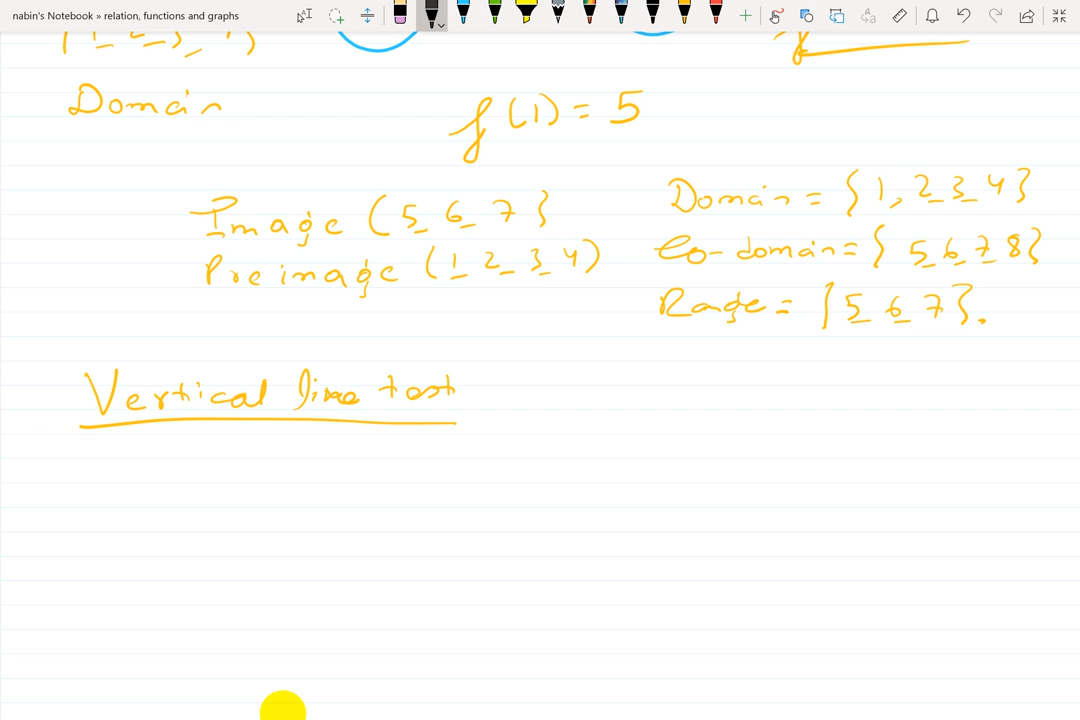 nabin's Notebook » relation, functions and graphs
Domain
f(1) = 5
Image (5, 6, 7}
Preimage (1, 2, 3, 4)
Domain = {1, 2, 3, 4}
Co-domain = { 5, 6, 7, 8}
Range = {5, 6, 7}.
Vertical line test